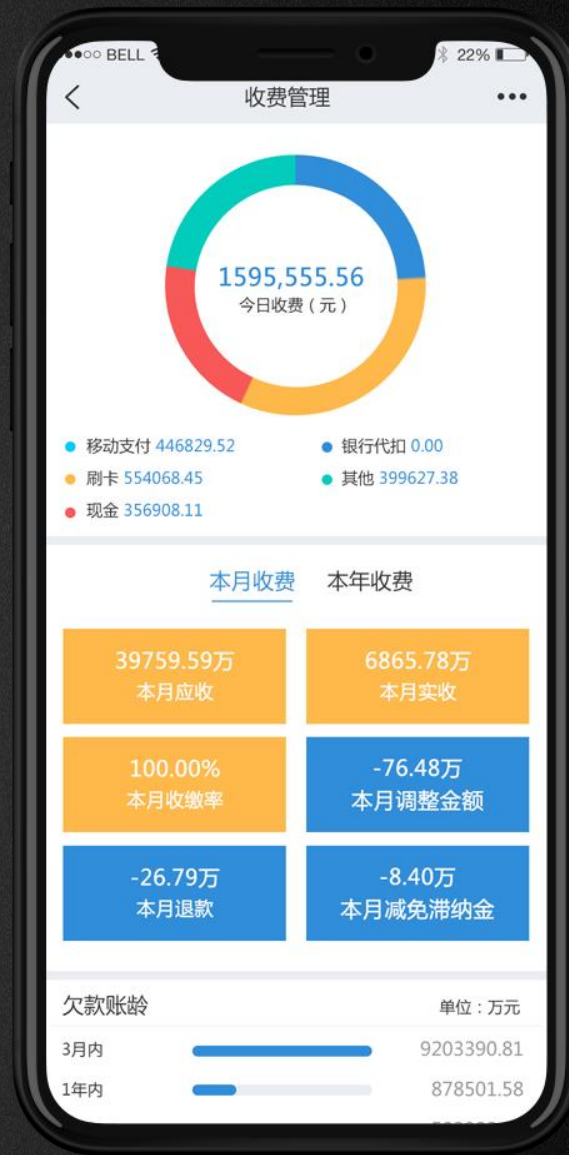 BELL
22%
收费管理
1595,555.56
今日收费（元）
移动支付 446829.52
银行代扣 0.00
刷卡 554068.45
其他 399627.38
现金 356908.11
本月收费 本年收费
39759.59万
本月应收
6865.78万
本月实收
100.00%
本月收缴率
-76.48万
本月调整金额
-26.79万
本月退款
-8.40万
本月减免滞纳金
欠款账龄
单位：万元
3月内
9203390.81
1年内
878501.58